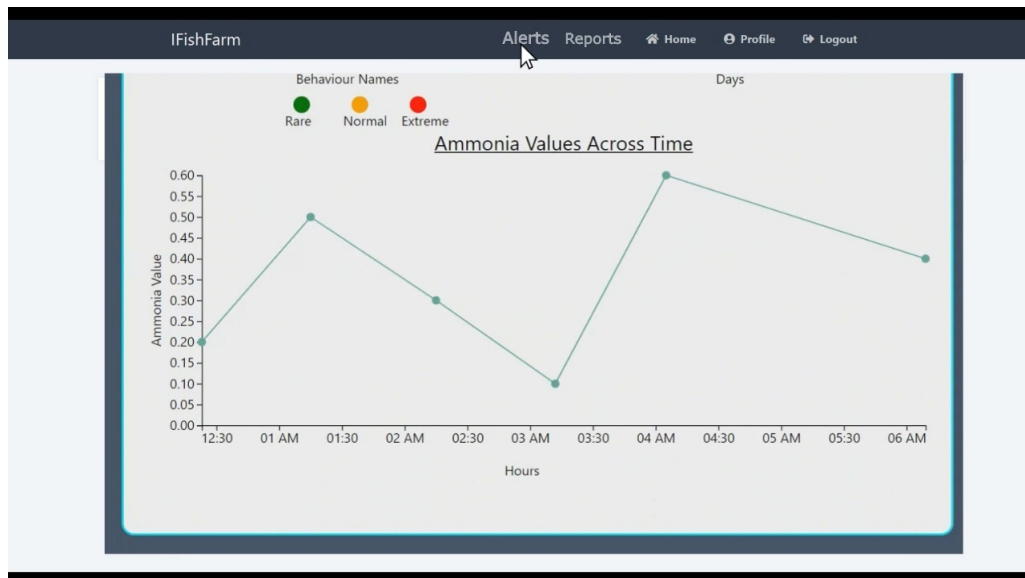 IFishFarm Alerts Reports Home Profile Logout
Behaviour Names Days
Rare Normal Extreme
Ammonia Values Across Time
0.60
0.55
0.50
0.45
0.40
0.35
0.30
0.25
0.20
0.15
0.10
0.05
0.00
Ammonia Value
12:30 01 AM 01:30 02 AM 02:30 03 AM 03:30 04 AM 04:30 05 AM 05:30 06 AM
Hours